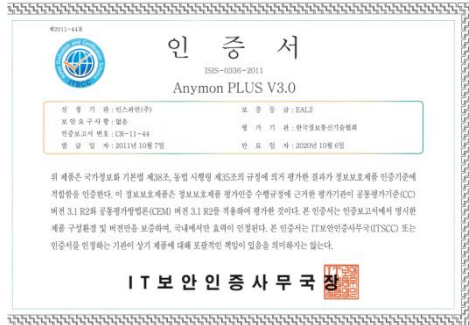 #2011-44호
인 증 서
ISIS-0336-2011
Anymon PLUS V3.0
신 청 기 관 : 인스패언(주)
보 증 등 급 : EAL2
보안요구사항 : 없음
인증보고서 번호 : CR-11-44
평 가 기 관 : 한국정보통신기술협회
발 급 일 자 : 2011년 10월 7일
만 료 일 자 : 2020년 10월 6일
위 제품은 국가정보화 기본법 제38조, 동법 시행령 제35조의 규정에 의거 평가한 결과가 정보보호제품 인증기준에
적합함을 인증한다. 이 정보보호제품은 정보보호제품 평가인증 수행규정에 근거한 평가기관이 공통평가기준(CC)
버전 3.1 R2와 공통평가방법론(CEM) 버전 3.1 R2를 적용하여 평가한 것이다. 본 인증서는 인증보고서에서 명시한
제품 구성환경 및 버전만을 보증하며, 국내에서만 효력이 인정된다. 본 인증서는 IT보안인증사무국(ITSCC) 또는
인증서를 인정하는 기관이 상기 제품에 대해 포괄적인 책임이 있음을 의미하지는 않는다.
ITSCC
IT보안인증사무국장